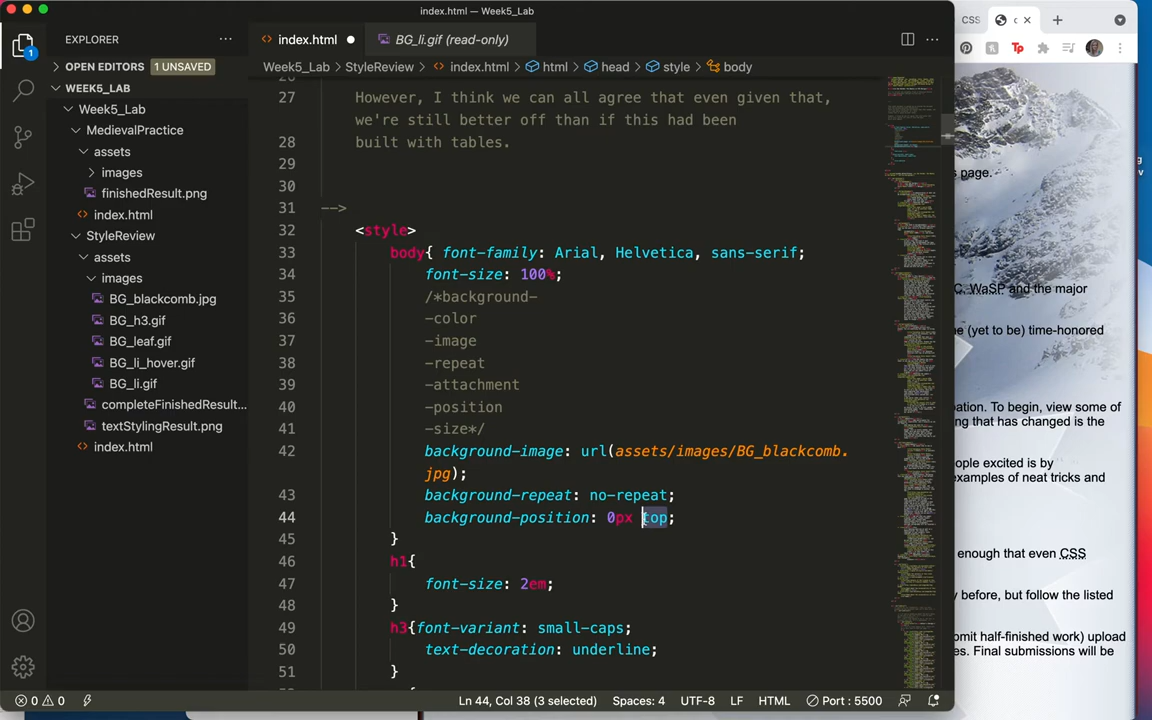 index.html — Week5_Lab
EXPLORER
index.html
BG_li.gif (read-only)
CSS
OPEN EDITORS 1 UNSAVED
Week5_Lab > StyleReview > index.html > html > head > style > body
WEEK5_LAB
Week5_Lab
MedievalPractice
assets
images
finishedResult.png
index.html
StyleReview
assets
images
BG_blackcomb.jpg
BG_h3.gif
BG_leaf.gif
BG_li_hover.gif
BG_li.gif
completeFinishedResult...
textStylingResult.png
index.html
1
27 However, I think we can all agree that even given that,
we're still better off than if this had been
28 built with tables.
29
30
31 -->
32 <style>
33 body{ font-family: Arial, Helvetica, sans-serif;
34 font-size: 100%;
35 /*background-
36 -color
37 -image
38 -repeat
39 -attachment
40 -position
41 -size*/
42 background-image: url(assets/images/BG_blackcomb.
jpg);
43 background-repeat: no-repeat;
44 background-position: 0px top;
45 }
46 h1{
47 font-size: 2em;
48 }
49 h3{font-variant: small-caps;
50 text-decoration: underline;
51 }
s page.
C, WaSP and the major
ne (yet to be) time-honored
pation. To begin, view some of
ng that has changed is the
ople excited is by
examples of neat tricks and
enough that even CSS
y before, but follow the listed
omit half-finished work) upload
es. Final submissions will be
0 0 Ln 44, Col 38 (3 selected) Spaces: 4 UTF-8 LF HTML Port : 5500